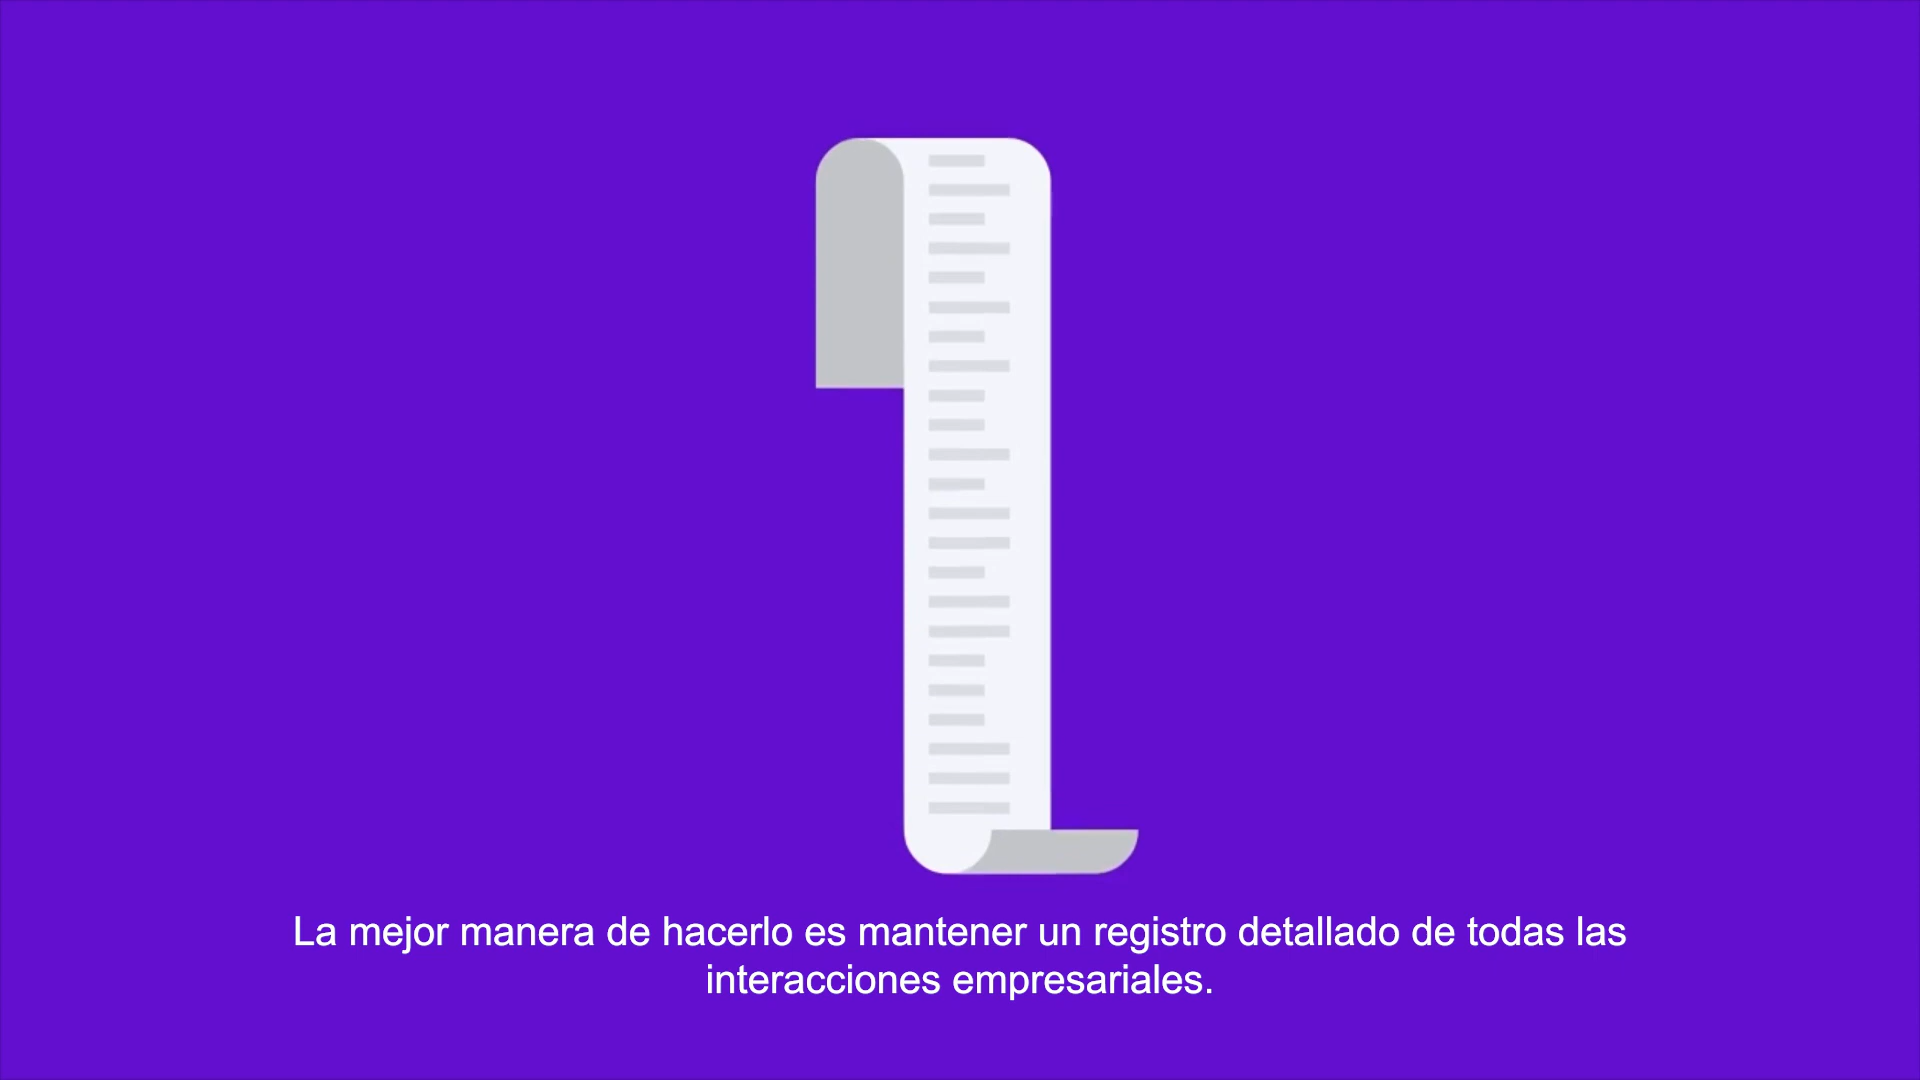 La mejor manera de hacerlo es mantener un registro detallado de todas las
interacciones empresariales.